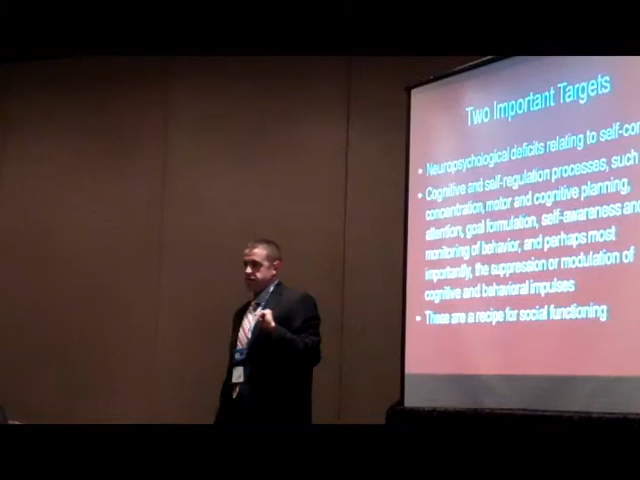 Two Important Targets
Neuropsychological deficits relating to self-con
Cognitive and self-regulation processes, such
concentration, motor and cognitive planning,
attention, goal formulation, self-awareness and
monitoring of behavior, and perhaps most
importantly, the suppression or modulation of
cognitive and behavioral impulses
These are a recipe for social functioning